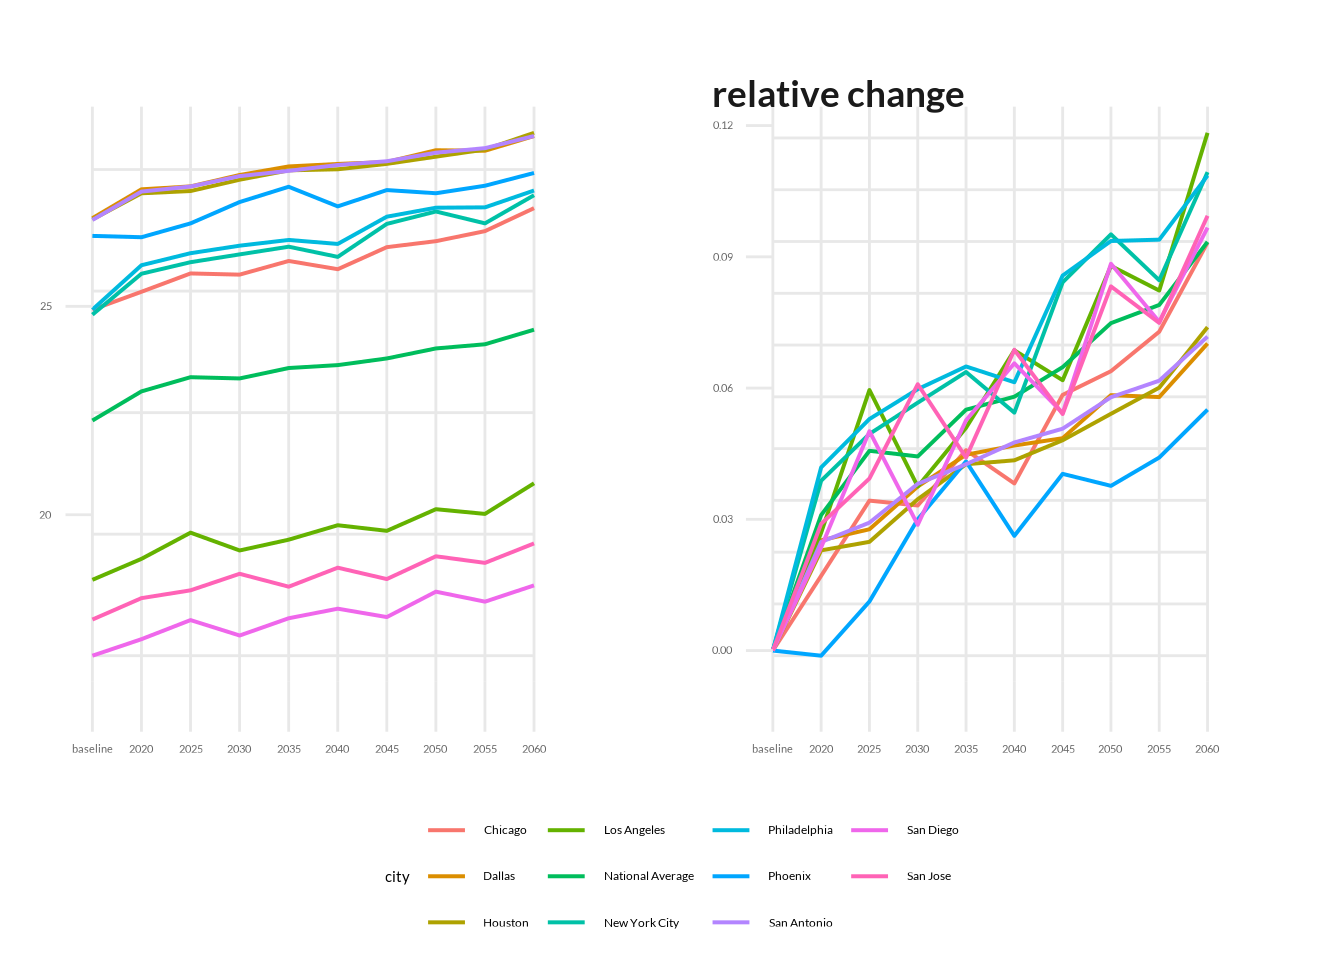 relative change
25
20
baseline 2020 2025 2030 2035 2040 2045 2050 2055 2060
0.12
0.09
0.06
0.03
0.00
baseline 2020 2025 2030 2035 2040 2045 2050 2055 2060
city
Chicago Los Angeles Philadelphia San Diego
Dallas National Average Phoenix San Jose
Houston New York City San Antonio